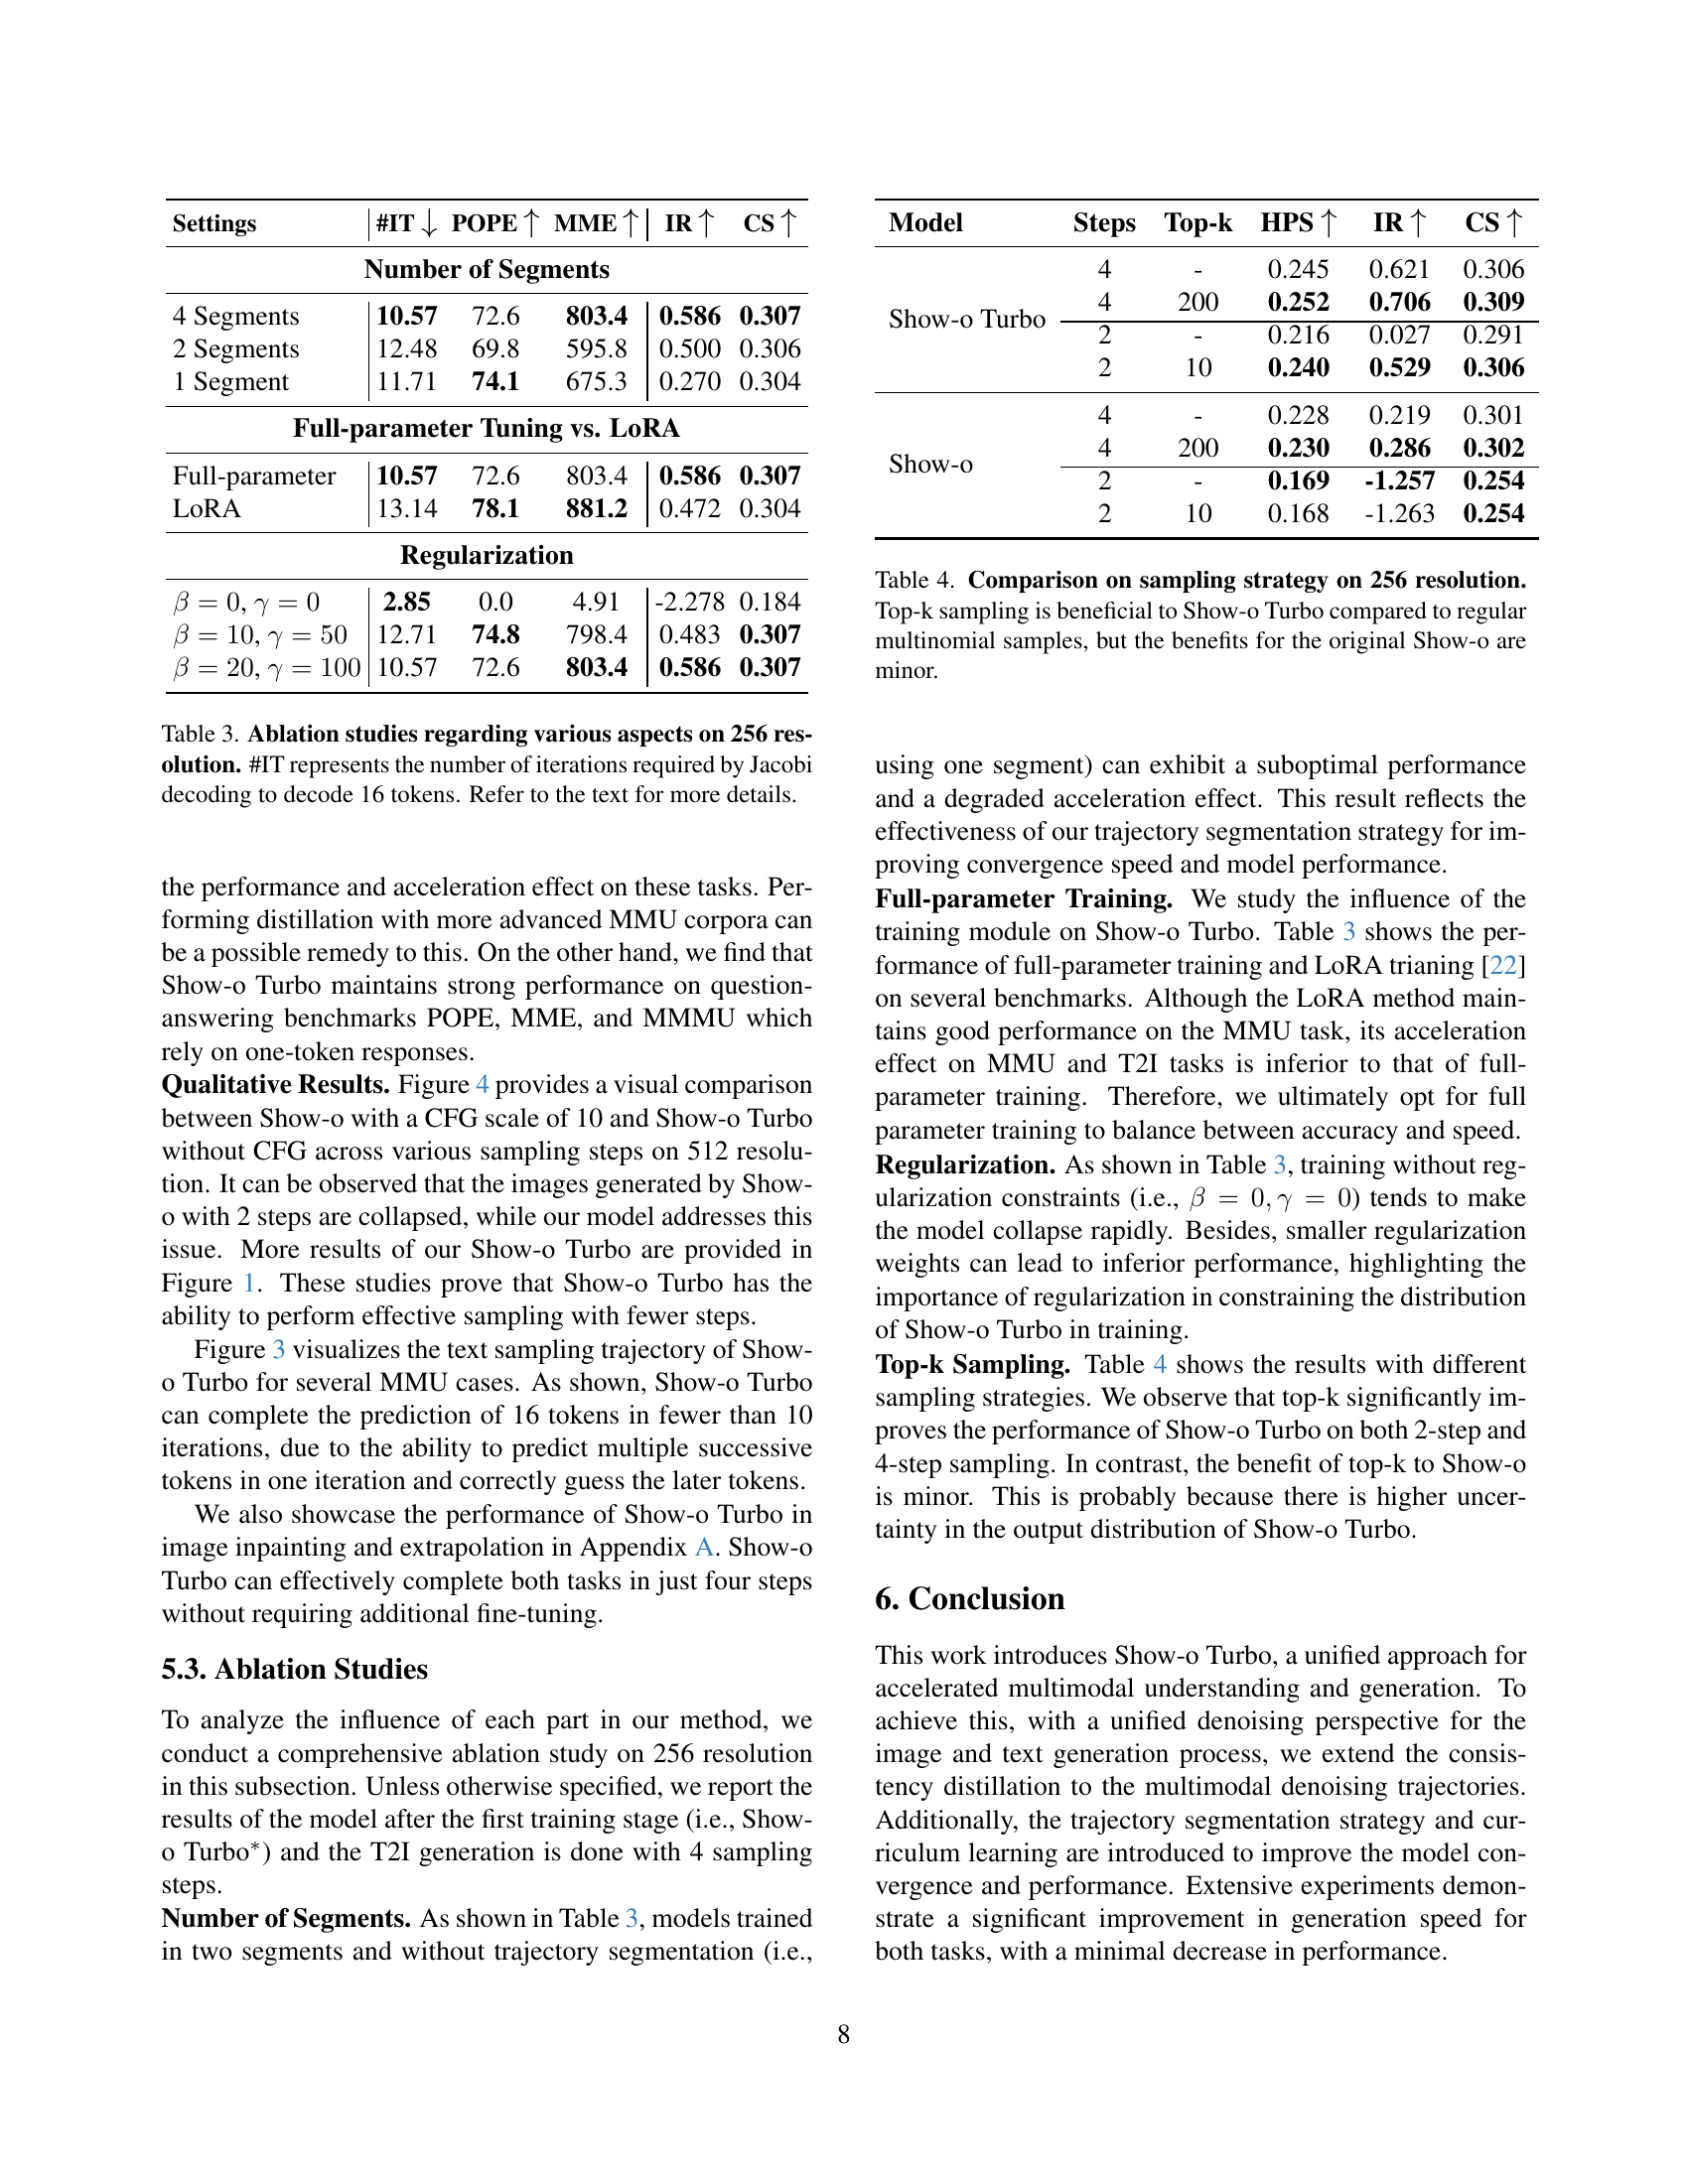 Settings #IT ↓ POPE ↑ MME ↑ IR ↑ CS ↑
Number of Segments
4 Segments 10.57 72.6 803.4 0.586 0.307
2 Segments 12.48 69.8 595.8 0.500 0.306
1 Segment 11.71 74.1 675.3 0.270 0.304
Full-parameter Tuning vs. LoRA
Full-parameter 10.57 72.6 803.4 0.586 0.307
LoRA 13.14 78.1 881.2 0.472 0.304
Regularization
β = 0, γ = 0 2.85 0.0 4.91 -2.278 0.184
β = 10, γ = 50 12.71 74.8 798.4 0.483 0.307
β = 20, γ = 100 10.57 72.6 803.4 0.586 0.307
Table 3. Ablation studies regarding various aspects on 256 res-
olution. #IT represents the number of iterations required by Jacobi
decoding to decode 16 tokens. Refer to the text for more details.
the performance and acceleration effect on these tasks. Per-
forming distillation with more advanced MMU corpora can
be a possible remedy to this. On the other hand, we find that
Show-o Turbo maintains strong performance on question-
answering benchmarks POPE, MME, and MMMU which
rely on one-token responses.
Qualitative Results. Figure 4 provides a visual comparison
between Show-o with a CFG scale of 10 and Show-o Turbo
without CFG across various sampling steps on 512 resolu-
tion. It can be observed that the images generated by Show-
o with 2 steps are collapsed, while our model addresses this
issue. More results of our Show-o Turbo are provided in
Figure 1. These studies prove that Show-o Turbo has the
ability to perform effective sampling with fewer steps.
Figure 3 visualizes the text sampling trajectory of Show-
o Turbo for several MMU cases. As shown, Show-o Turbo
can complete the prediction of 16 tokens in fewer than 10
iterations, due to the ability to predict multiple successive
tokens in one iteration and correctly guess the later tokens.
We also showcase the performance of Show-o Turbo in
image inpainting and extrapolation in Appendix A. Show-o
Turbo can effectively complete both tasks in just four steps
without requiring additional fine-tuning.
5.3. Ablation Studies
To analyze the influence of each part in our method, we
conduct a comprehensive ablation study on 256 resolution
in this subsection. Unless otherwise specified, we report the
results of the model after the first training stage (i.e., Show-
o Turbo*) and the T2I generation is done with 4 sampling
steps.
Number of Segments. As shown in Table 3, models trained
in two segments and without trajectory segmentation (i.e.,
Model Steps Top-k HPS ↑ IR ↑ CS ↑
4 - 0.245 0.621 0.306
4 200 0.252 0.706 0.309
Show-o Turbo
2 - 0.216 0.027 0.291
2 10 0.240 0.529 0.306
4 - 0.228 0.219 0.301
4 200 0.230 0.286 0.302
Show-o
2 - 0.169 -1.257 0.254
2 10 0.168 -1.263 0.254
Table 4. Comparison on sampling strategy on 256 resolution.
Top-k sampling is beneficial to Show-o Turbo compared to regular
multinomial samples, but the benefits for the original Show-o are
minor.
using one segment) can exhibit a suboptimal performance
and a degraded acceleration effect. This result reflects the
effectiveness of our trajectory segmentation strategy for im-
proving convergence speed and model performance.
Full-parameter Training. We study the influence of the
training module on Show-o Turbo. Table 3 shows the per-
formance of full-parameter training and LoRA trianing [22]
on several benchmarks. Although the LoRA method main-
tains good performance on the MMU task, its acceleration
effect on MMU and T2I tasks is inferior to that of full-
parameter training. Therefore, we ultimately opt for full
parameter training to balance between accuracy and speed.
Regularization. As shown in Table 3, training without reg-
ularization constraints (i.e., β = 0, γ = 0) tends to make
the model collapse rapidly. Besides, smaller regularization
weights can lead to inferior performance, highlighting the
importance of regularization in constraining the distribution
of Show-o Turbo in training.
Top-k Sampling. Table 4 shows the results with different
sampling strategies. We observe that top-k significantly im-
proves the performance of Show-o Turbo on both 2-step and
4-step sampling. In contrast, the benefit of top-k to Show-o
is minor. This is probably because there is higher uncer-
tainty in the output distribution of Show-o Turbo.
6. Conclusion
This work introduces Show-o Turbo, a unified approach for
accelerated multimodal understanding and generation. To
achieve this, with a unified denoising perspective for the
image and text generation process, we extend the consis-
tency distillation to the multimodal denoising trajectories.
Additionally, the trajectory segmentation strategy and cur-
riculum learning are introduced to improve the model con-
vergence and performance. Extensive experiments demon-
strate a significant improvement in generation speed for
both tasks, with a minimal decrease in performance.
8